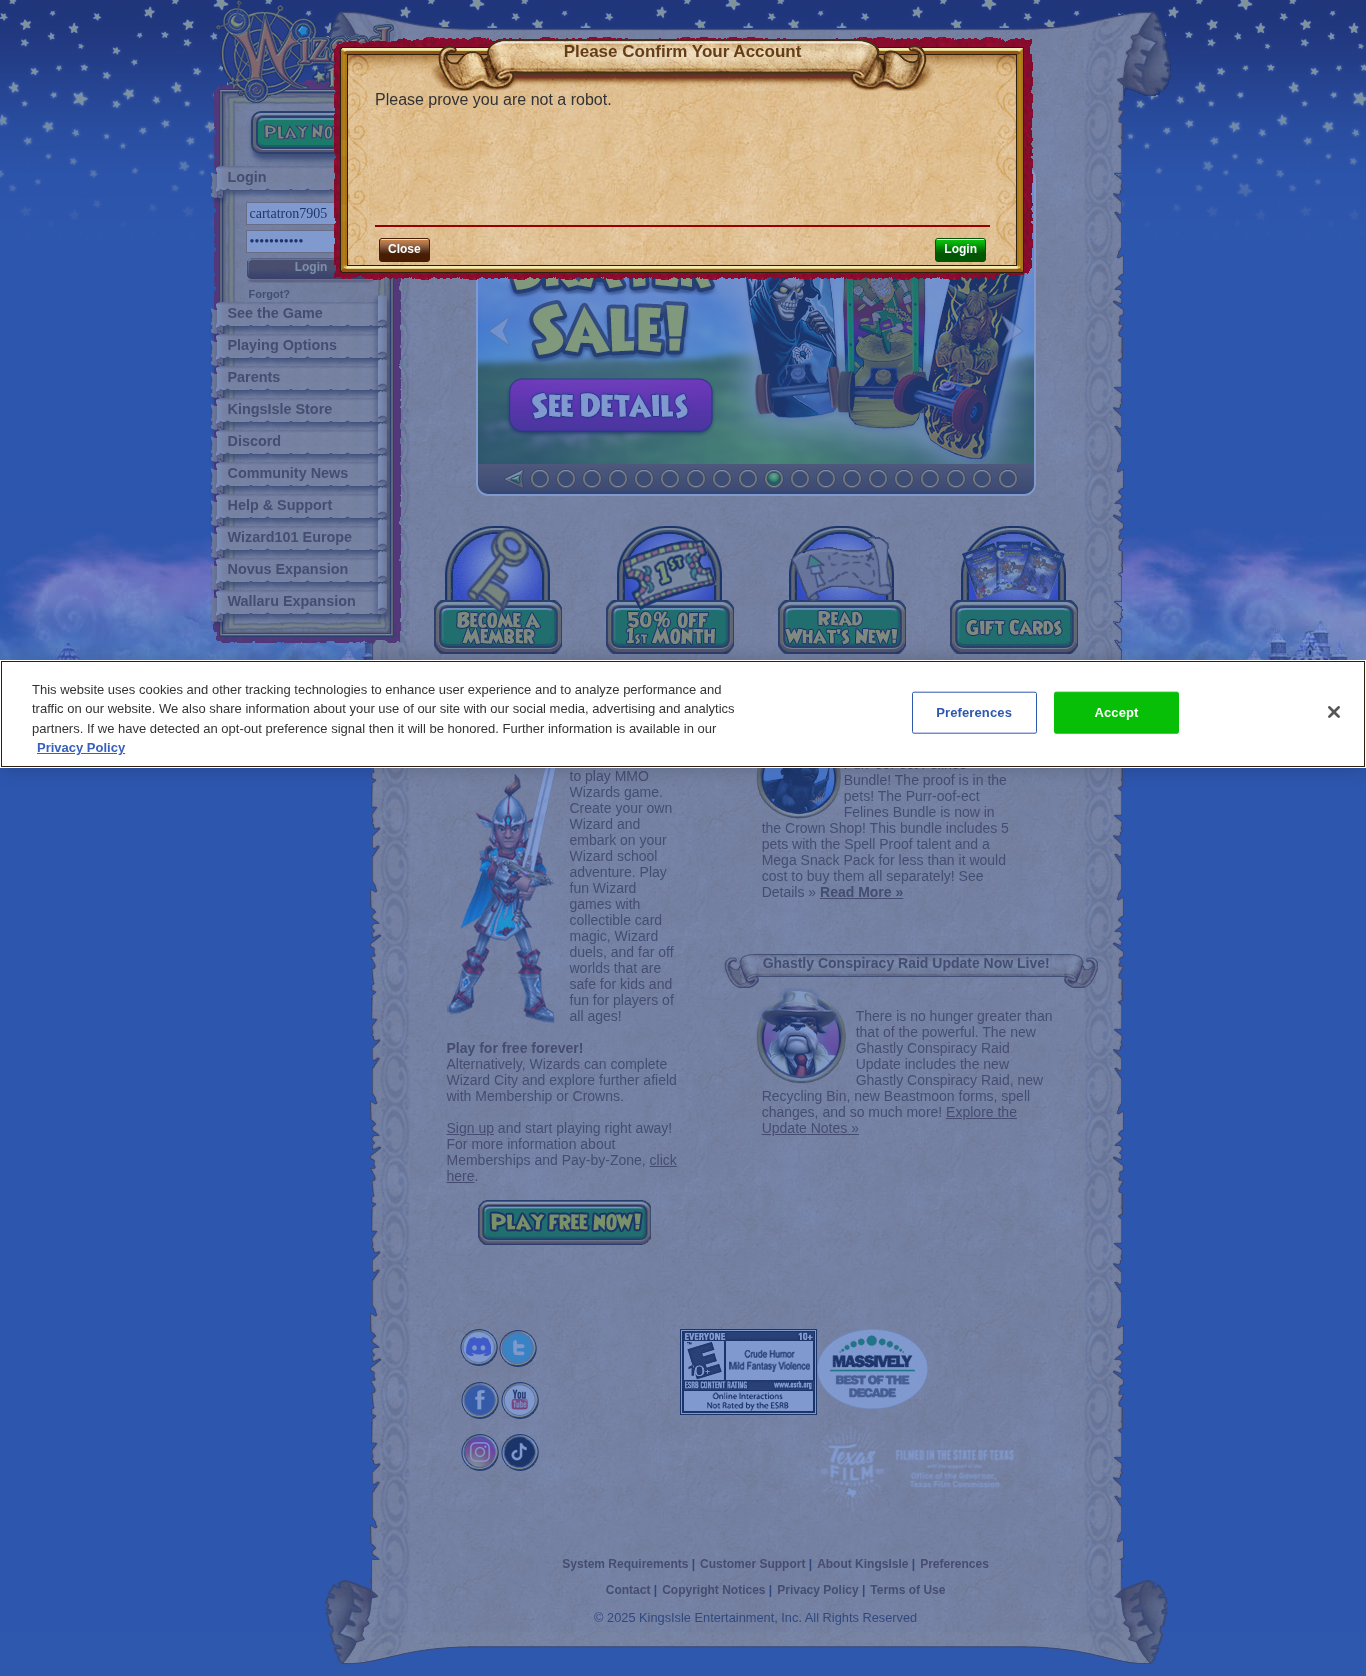 Wizard
Please Confirm Your Account
Please prove you are not a robot.
Close
Login
Login
cartatron7905
•••••••••••
Login
Forgot?
See the Game
Playing Options
Parents
KingsIsle Store
Discord
Community News
Help & Support
Wizard101 Europe
Novus Expansion
Wallaru Expansion
SALE!
SEE DETAILS
BECOME A
MEMBER
50% OFF
1ST MONTH
1ST
READ
WHAT'S NEW!
GIFT CARDS
This website uses cookies and other tracking technologies to enhance user experience and to analyze performance and
traffic on our website. We also share information about your use of our site with our social media, advertising and analytics
partners. If we have detected an opt-out preference signal then it will be honored. Further information is available in our
Privacy Policy
Preferences
Accept
to play MMO
Wizards game.
Create your own
Wizard and
embark on your
Wizard school
adventure. Play
fun Wizard
games with
collectible card
magic, Wizard
duels, and far off
worlds that are
safe for kids and
fun for players of
all ages!
Play for free forever!
Alternatively, Wizards can complete
Wizard City and explore further afield
with Membership or Crowns.
Sign up and start playing right away!
For more information about
Memberships and Pay-by-Zone, click
here.
PLAY FREE NOW!
Bundle! The proof is in the
pets! The Purr-oof-ect
Felines Bundle is now in
the Crown Shop! This bundle includes 5
pets with the Spell Proof talent and a
Mega Snack Pack for less than it would
cost to buy them all separately! See
Details » Read More »
Ghastly Conspiracy Raid Update Now Live!
There is no hunger greater than
that of the powerful. The new
Ghastly Conspiracy Raid
Update includes the new
Ghastly Conspiracy Raid, new
Recycling Bin, new Beastmoon forms, spell
changes, and so much more! Explore the
Update Notes »
You
Tube
EVERYONE 10+
E
10+
Crude Humor
Mild Fantasy Violence
ESRB CONTENT RATING www.esrb.org
Online Interactions
Not Rated by the ESRB
MASSIVELY
BEST OF THE
DECADE
Texas
FILM
FILMED IN THE STATE OF TEXAS
Office of the Governor,
Texas Film Commission
System Requirements | Customer Support | About KingsIsle | Preferences
Contact | Copyright Notices | Privacy Policy | Terms of Use
© 2025 KingsIsle Entertainment, Inc. All Rights Reserved